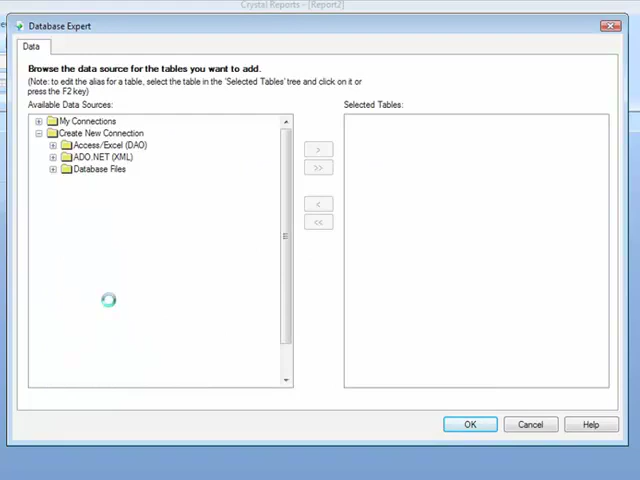 Crystal Reports - [Report2]
Database Expert
Data
Browse the data source for the tables you want to add.
(Note: to edit the alias for a table, select the table in the 'Selected Tables' tree and click on it or
press the F2 key)
Available Data Sources:
Selected Tables:
My Connections
Create New Connection
Access/Excel (DAO)
ADO.NET (XML)
Database Files
>
>>
<
<<
OK
Cancel
Help